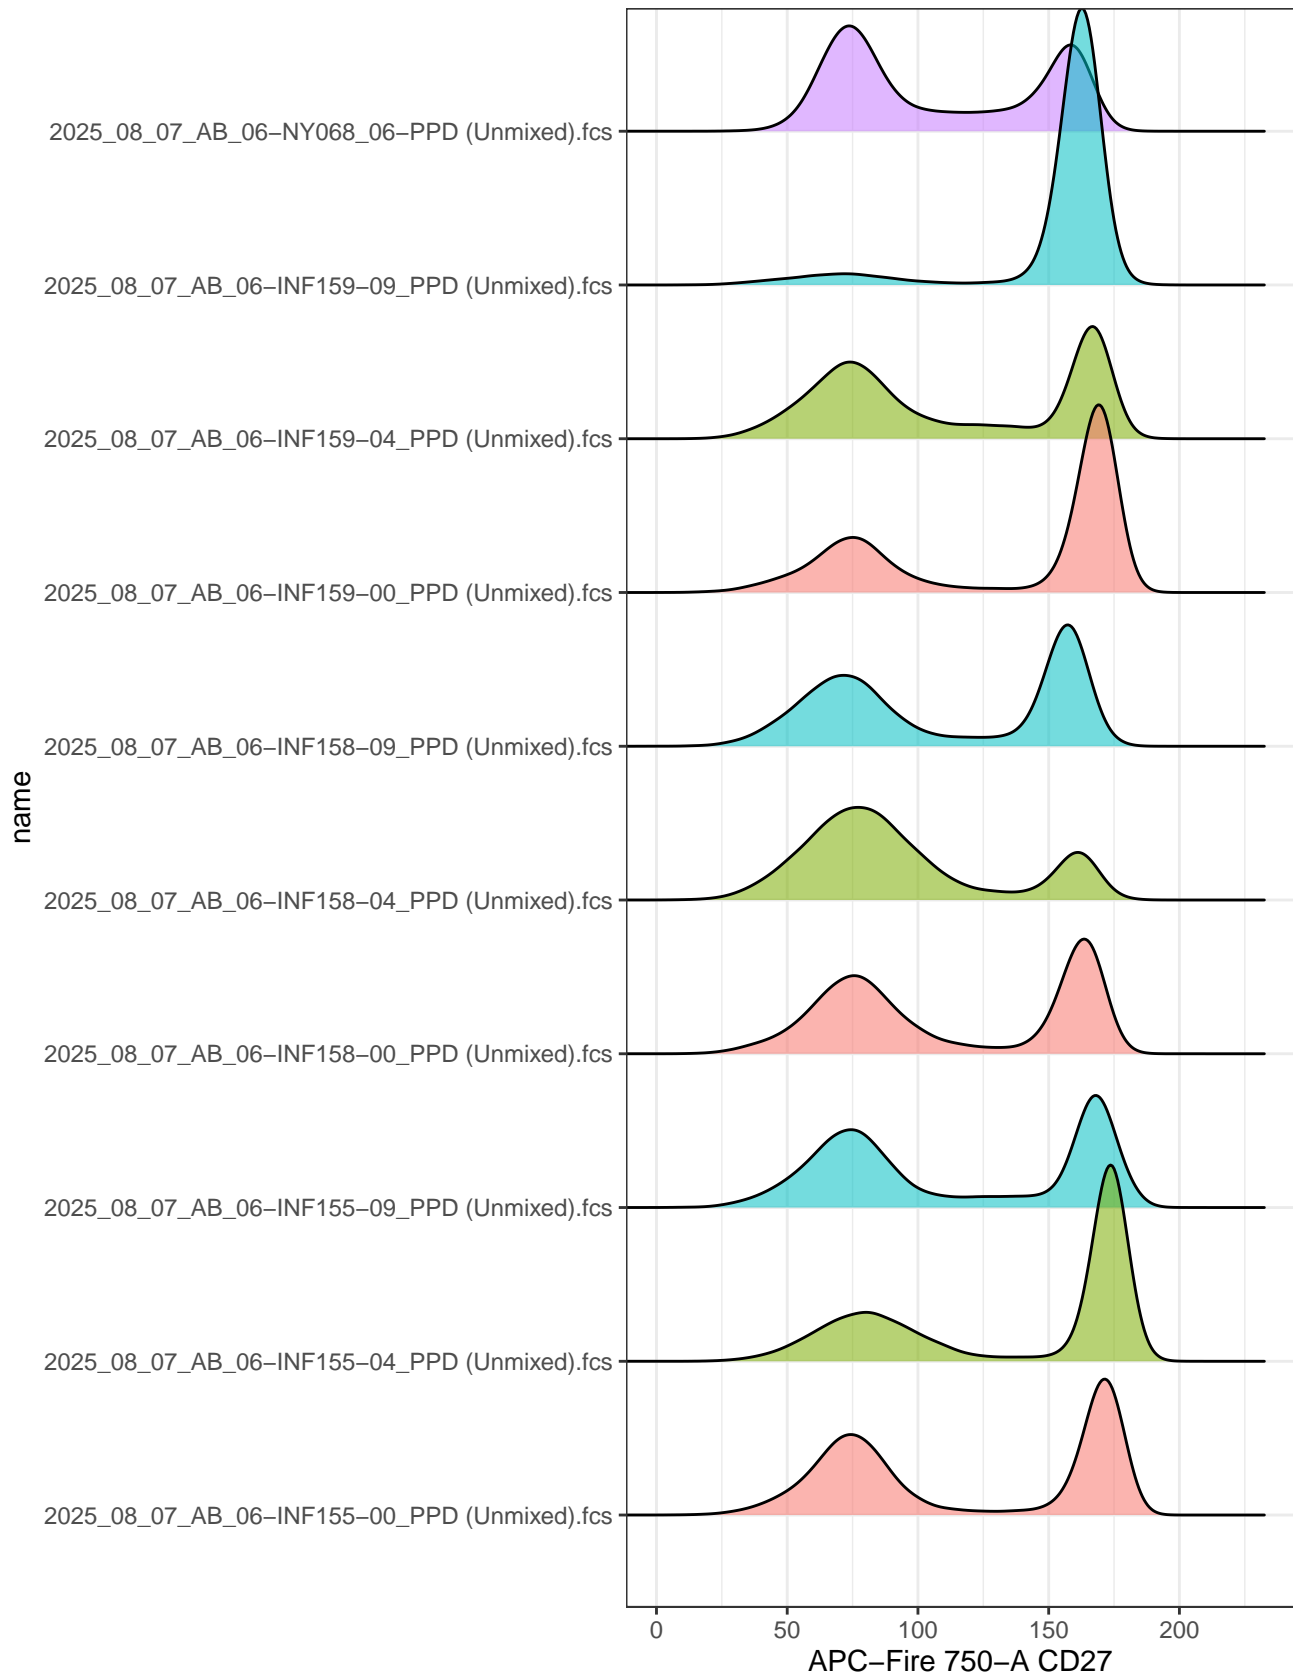 2025_08_07_AB_06−NY068_06−PPD (Unmixed).fcs
2025_08_07_AB_06−INF159−09_PPD (Unmixed).fcs
2025_08_07_AB_06−INF159−04_PPD (Unmixed).fcs
2025_08_07_AB_06−INF159−00_PPD (Unmixed).fcs
2025_08_07_AB_06−INF158−09_PPD (Unmixed).fcs
name
2025_08_07_AB_06−INF158−04_PPD (Unmixed).fcs
2025_08_07_AB_06−INF158−00_PPD (Unmixed).fcs
2025_08_07_AB_06−INF155−09_PPD (Unmixed).fcs
2025_08_07_AB_06−INF155−04_PPD (Unmixed).fcs
2025_08_07_AB_06−INF155−00_PPD (Unmixed).fcs
0 50 100 150 200
APC−Fire 750−A CD27